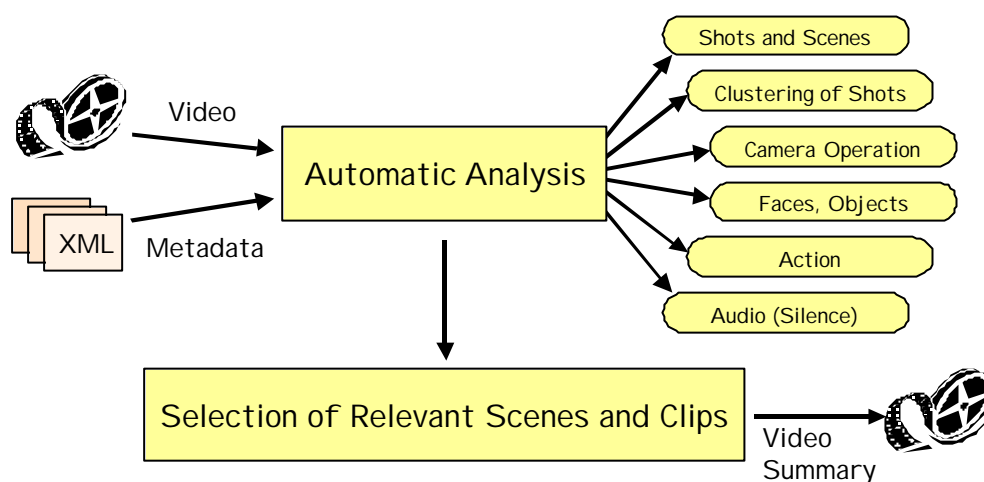 Shots and Scenes
Clustering of Shots
Video
Automatic Analysis
Camera Operation
Faces, Objects
XML
Metadata
Action
Audio (Silence)
Selection of Relevant Scenes and Clips
Video
Summary